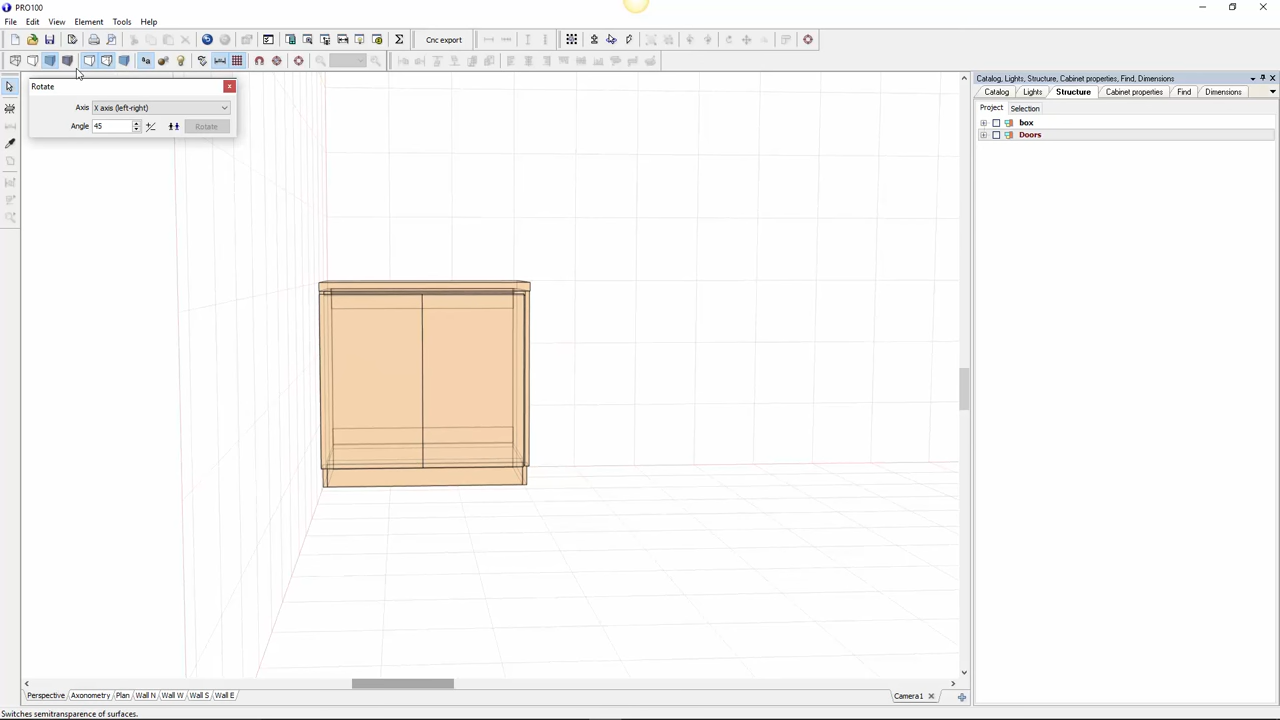 PRO100
File Edit View Element Tools Help
Cnc export
Rotate
Axis X axis (left-right)
Angle 45 Rotate
Catalog, Lights, Structure, Cabinet properties, Find, Dimensions
Catalog Lights Structure Cabinet properties Find Dimensions
Project Selection
box
Doors
Perspective Axonometry Plan Wall N Wall W Wall S Wall E
Camera1
Switches semitransparence of surfaces.